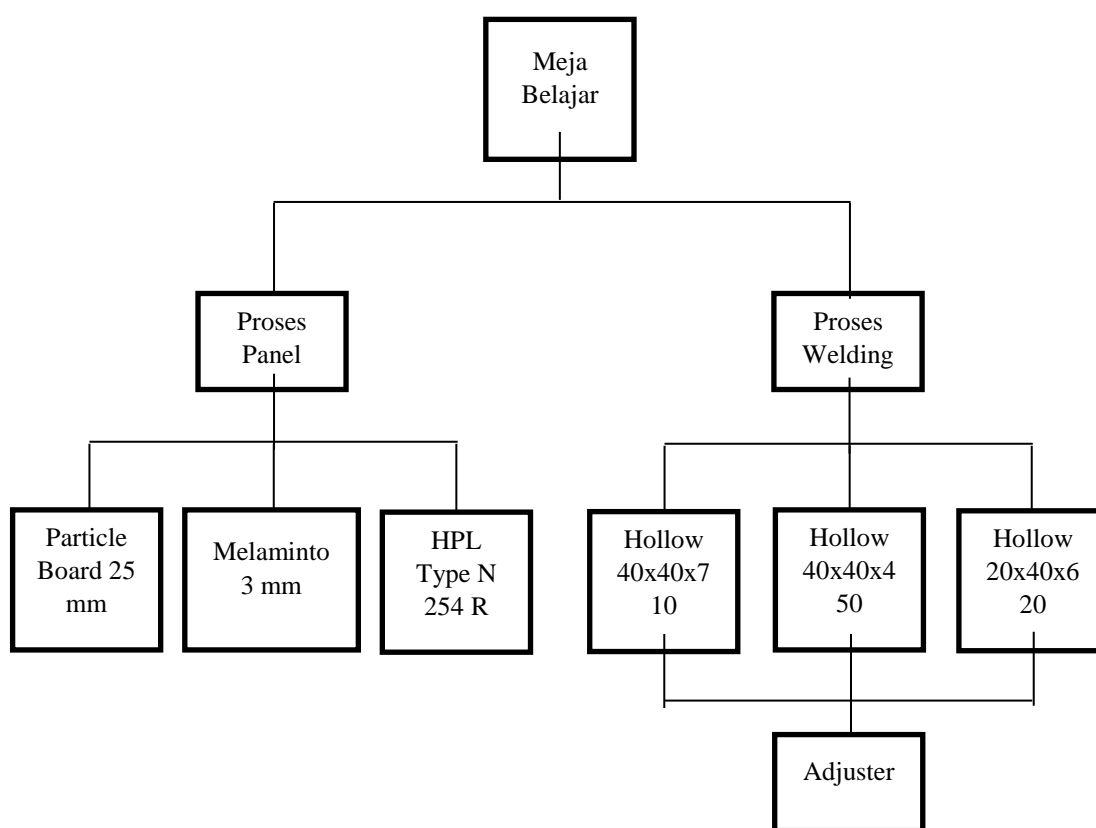 Meja
Belajar
Proses
Panel
Proses
Welding
Particle
Board 25
mm
Melaminto
3 mm
HPL
Type N
254 R
Hollow
40x40x7
10
Hollow
40x40x4
50
Hollow
20x40x6
20
Adjuster